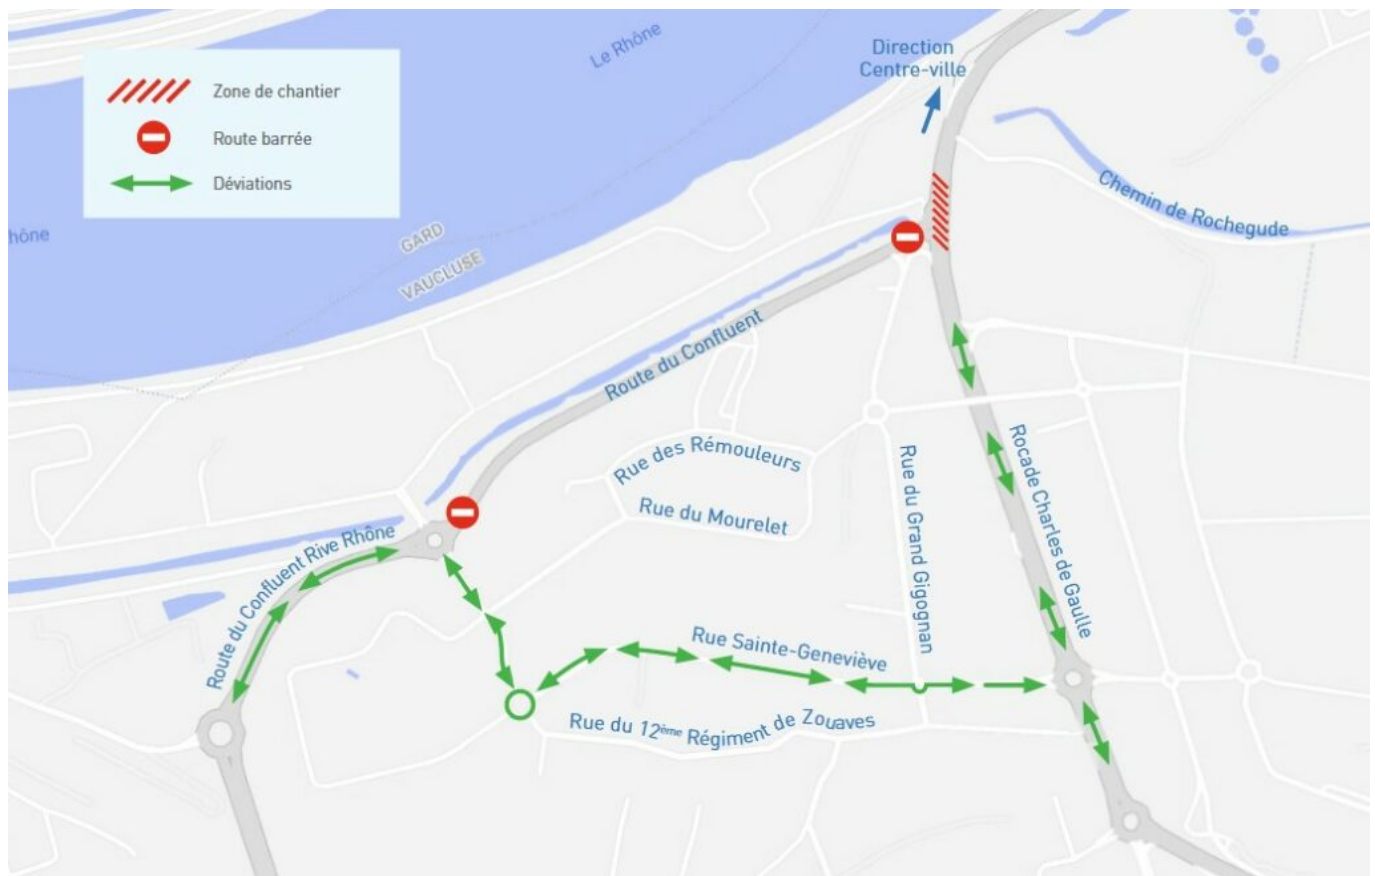 Le Rhône
Direction
Centre-ville
Zone de chantier
Route barrée
Déviations
hône
GARD
VAUCLUSE
Chemin de Rochegude
Route du Confluent
Rue des Rémouleurs
Rue du Mourelet
Rue du Grand Gigognan
Rocade Charles de Gaulle
Route du Confluent Rive Rhône
Rue Sainte-Geneviève
Rue du 12ème Régiment de Zouaves